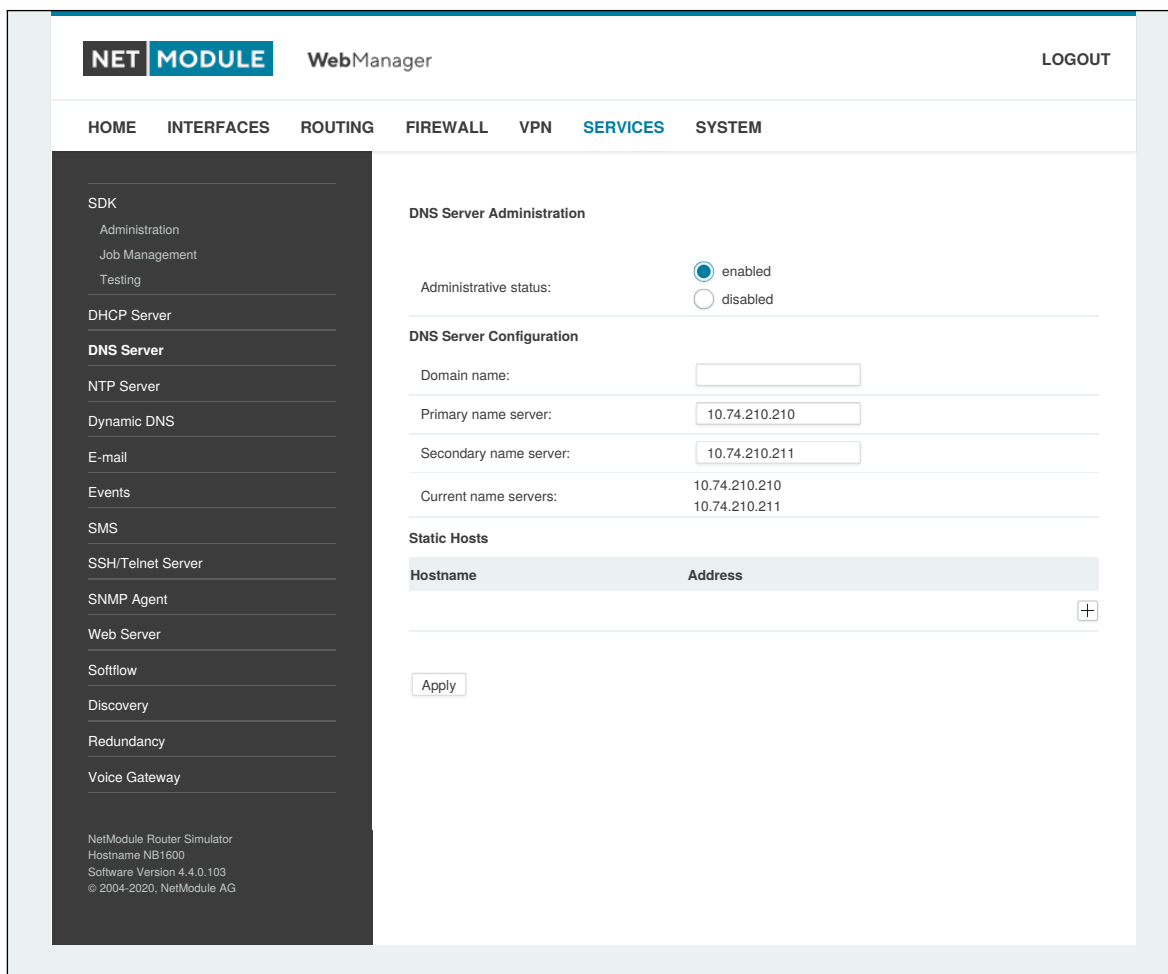 NET MODULE WebManager LOGOUT
HOME INTERFACES ROUTING FIREWALL VPN SERVICES SYSTEM
SDK
Administration
Job Management
Testing
DHCP Server
DNS Server
NTP Server
Dynamic DNS
E-mail
Events
SMS
SSH/Telnet Server
SNMP Agent
Web Server
Softflow
Discovery
Redundancy
Voice Gateway
NetModule Router Simulator
Hostname NB1600
Software Version 4.4.0.103
© 2004-2020, NetModule AG
DNS Server Administration
Administrative status:
enabled
disabled
DNS Server Configuration
Domain name:
Primary name server: 10.74.210.210
Secondary name server: 10.74.210.211
Current name servers:
10.74.210.210
10.74.210.211
Static Hosts
Hostname Address
Apply